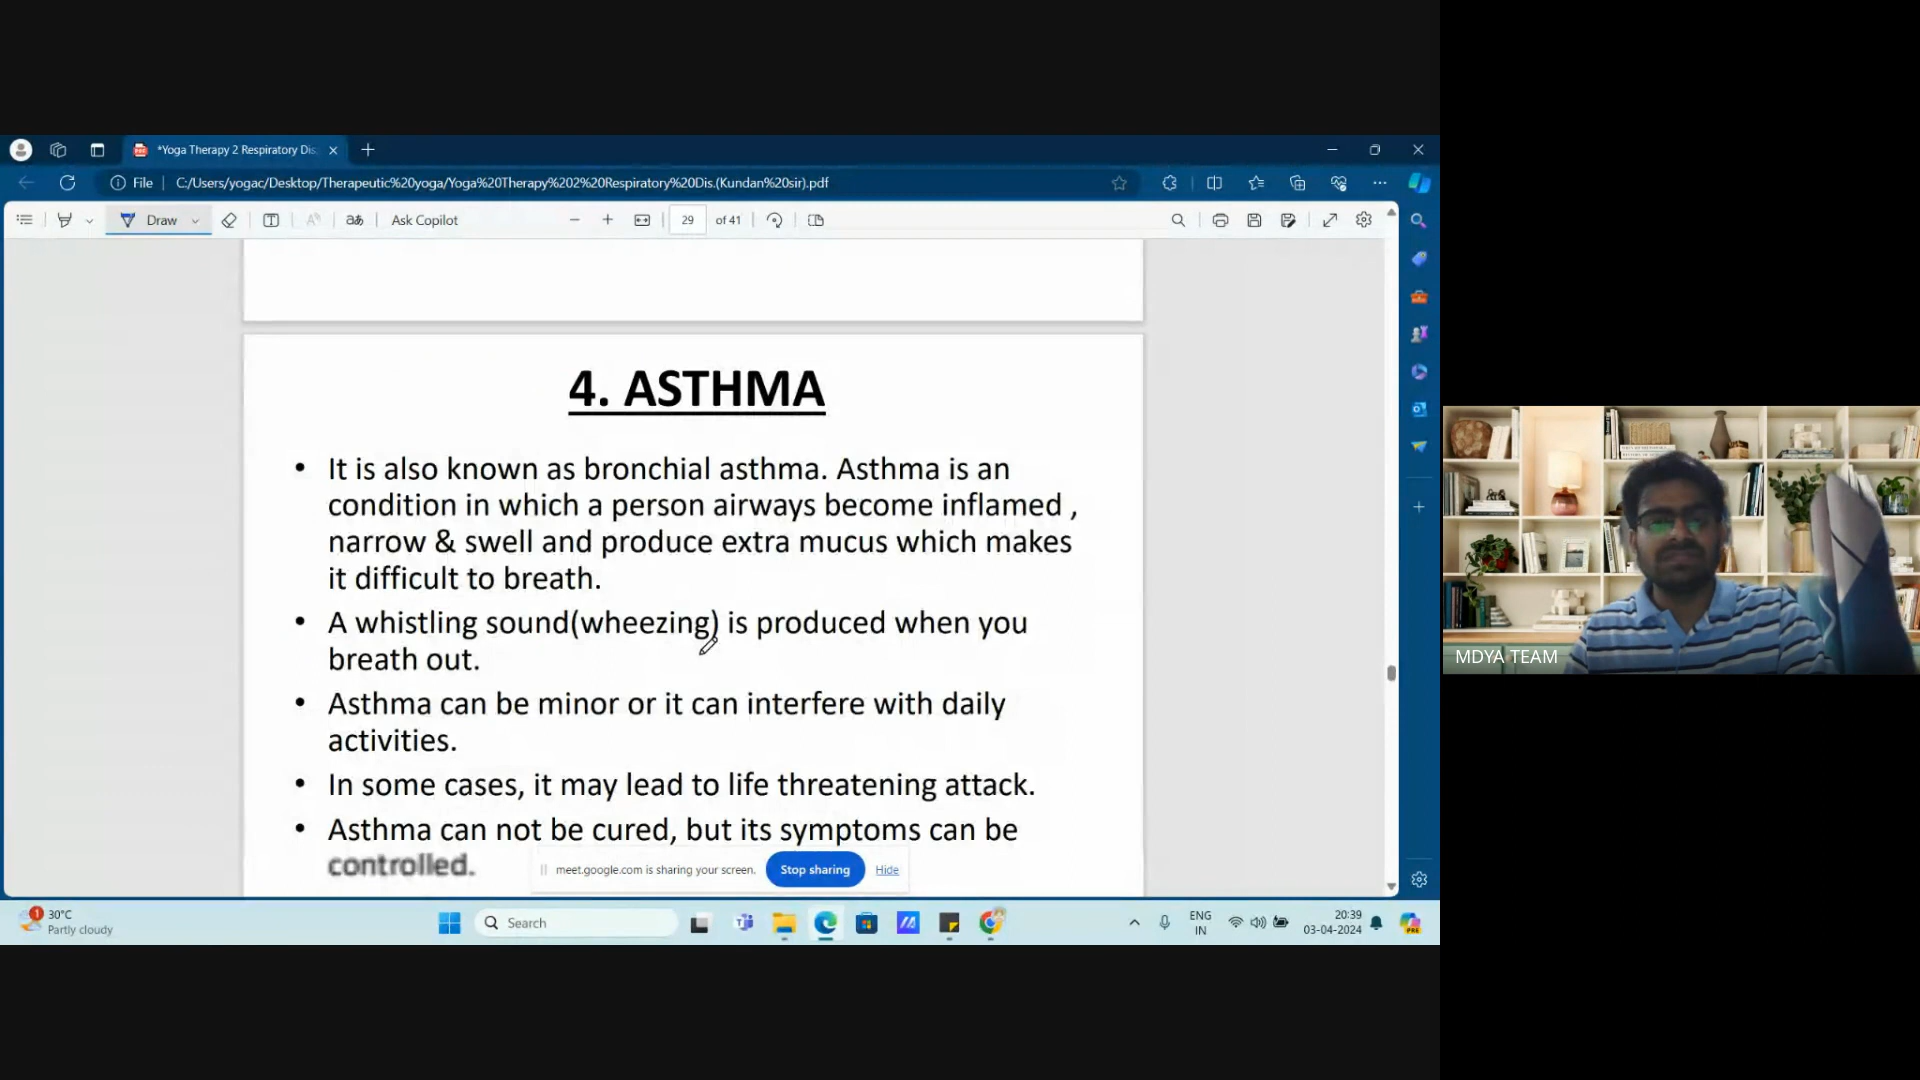 *Yoga Therapy 2 Respiratory Dis.
File
C:/Users/yogac/Desktop/Therapeutic%20yoga/Yoga%20Therapy%202%20Respiratory%20Dis.(Kundan%20sir).pdf
Draw
Ask Copilot
29 of 41
4. ASTHMA
• It is also known as bronchial asthma. Asthma is an
condition in which a person airways become inflamed ,
narrow & swell and produce extra mucus which makes
it difficult to breath.
• A whistling sound(wheezing) is produced when you
breath out.
• Asthma can be minor or it can interfere with daily
activities.
• In some cases, it may lead to life threatening attack.
• Asthma can not be cured, but its symptoms can be
controlled.
meet.google.com is sharing your screen.
Stop sharing
Hide
1
30°C
Partly cloudy
Search
ENG
IN
20:39
03-04-2024
PRE
MDYA TEAM